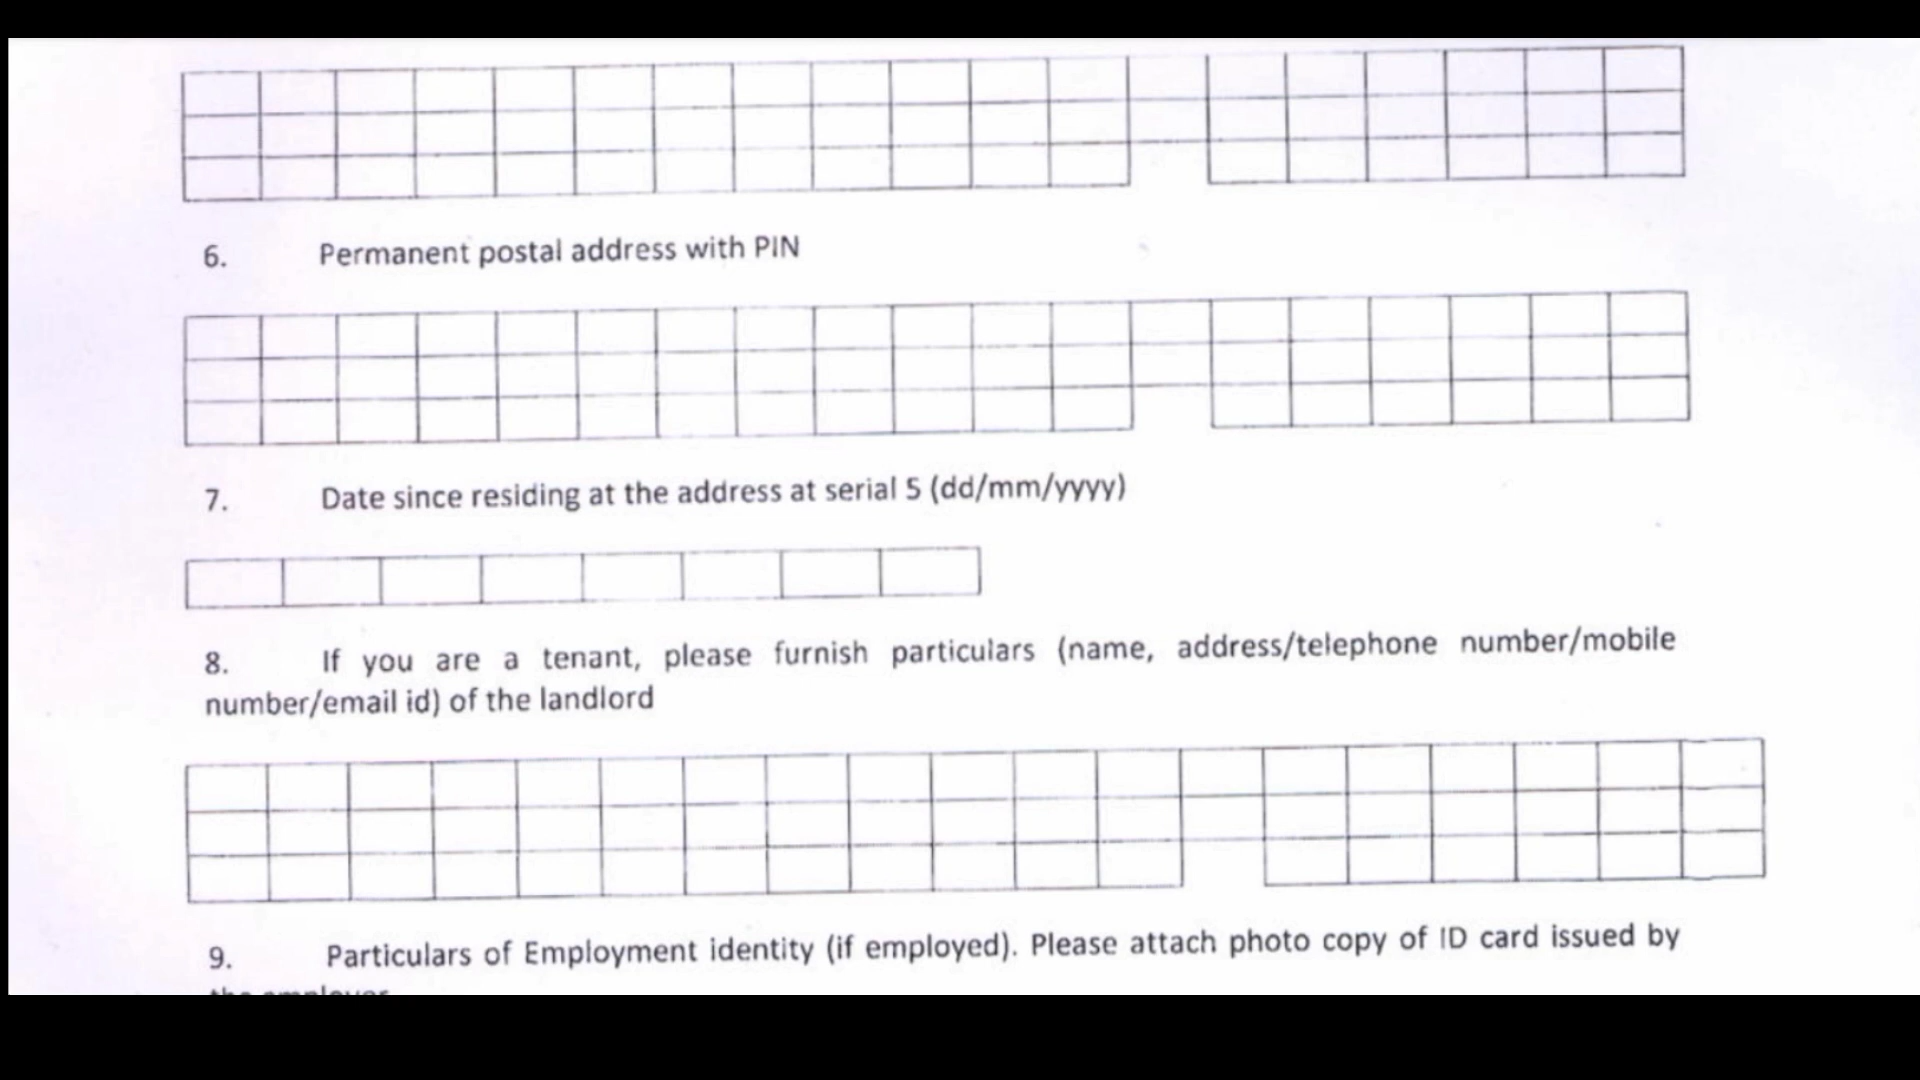 6. Permanent postal address with PIN
7. Date since residing at the address at serial 5 (dd/mm/yyyy)
8. If you are a tenant, please furnish particulars (name, address/telephone number/mobile
number/email id) of the landlord
9. Particulars of Employment identity (if employed). Please attach photo copy of ID card issued by
the employer